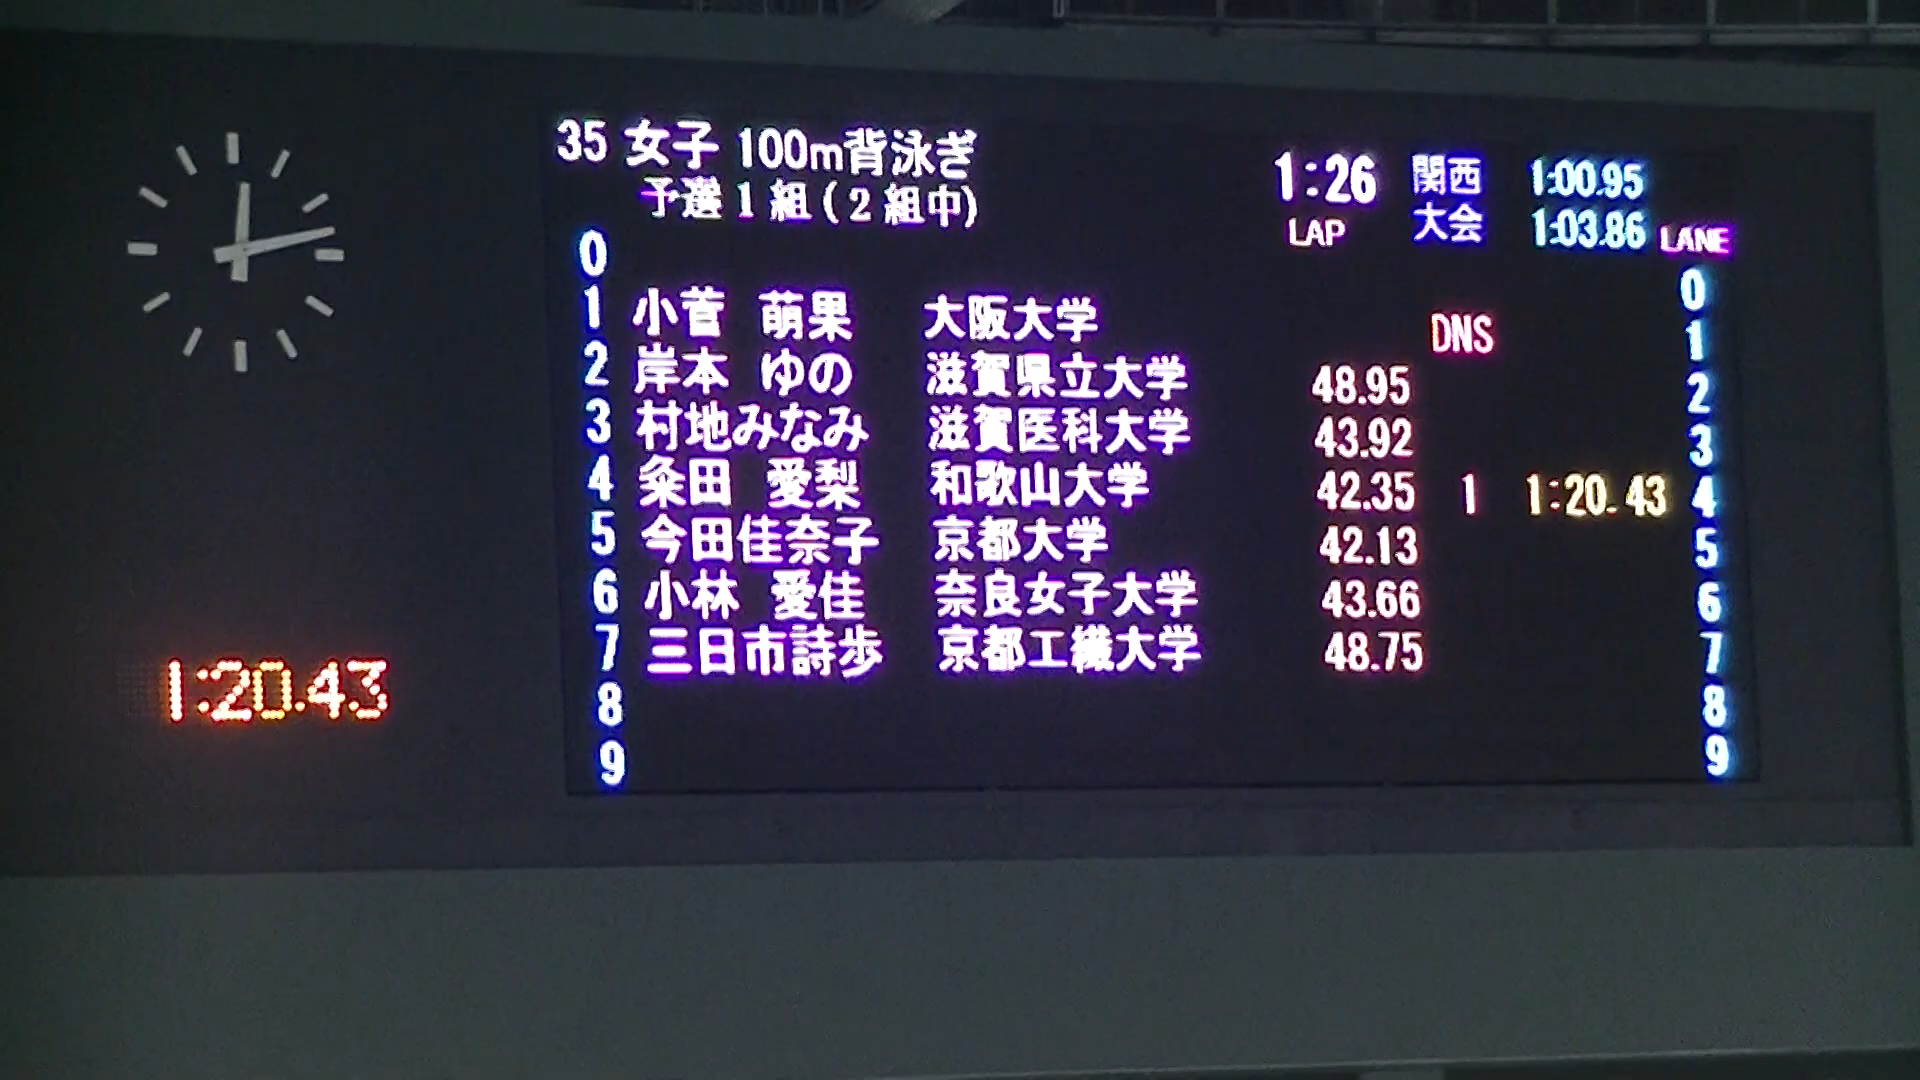 35 女子 100m背泳ぎ
予選 1 組 ( 2 組中)
1:26 関西 1:00.95
LAP 大会 1:03.86 LANE
0 0
1 小菅 萌果 大阪大学 DNS 1
2 岸本 ゆの 滋賀県立大学 48.95 2
3 村地みなみ 滋賀医科大学 43.92 3
4 粂田 愛梨 和歌山大学 42.35 1 1:20.43 4
5 今田佳奈子 京都大学 42.13 5
6 小林 愛佳 奈良女子大学 43.66 6
7 三日市詩歩 京都工繊大学 48.75 7
8 8
9 9
1:20.43